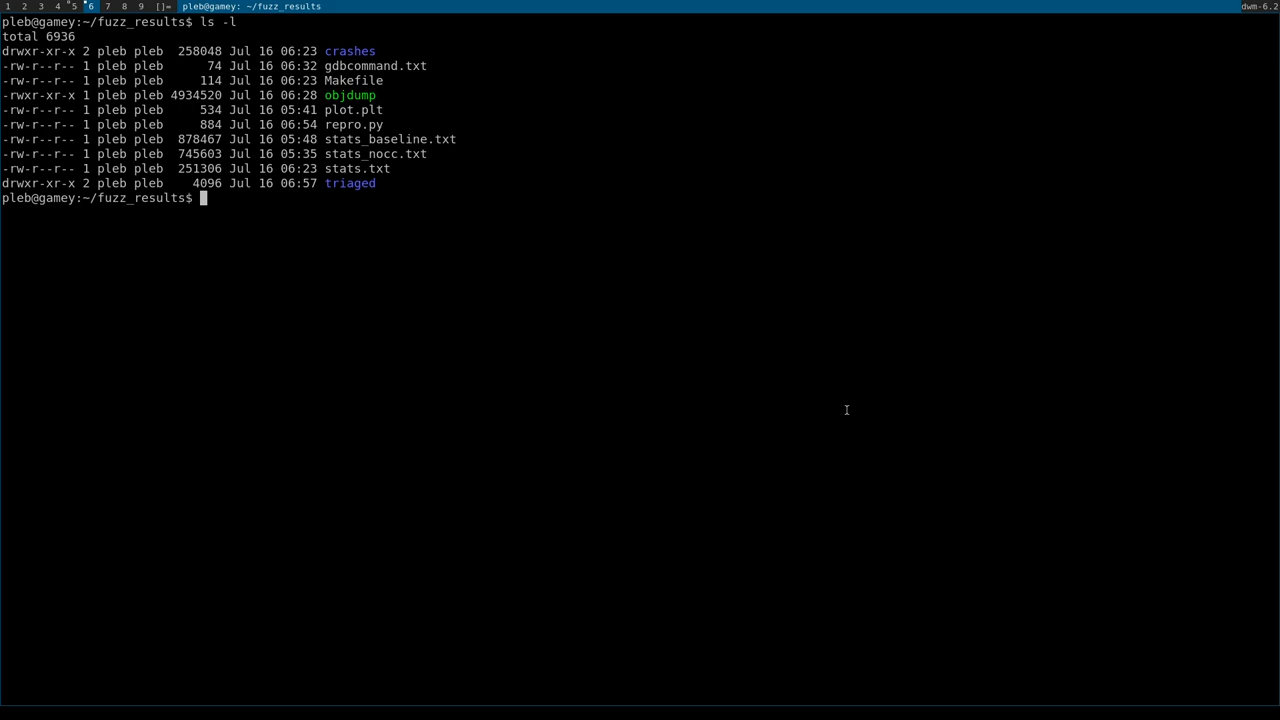 1 2 3 4 5 6 7 8 9 []= pleb@gamey: ~/fuzz_results dwm-6.2
pleb@gamey:~/fuzz_results$ ls -l
total 6936
drwxr-xr-x 2 pleb pleb  258048 Jul 16 06:23 crashes
-rw-r--r-- 1 pleb pleb      74 Jul 16 06:32 gdbcommand.txt
-rw-r--r-- 1 pleb pleb     114 Jul 16 06:23 Makefile
-rwxr-xr-x 1 pleb pleb 4934520 Jul 16 06:28 objdump
-rw-r--r-- 1 pleb pleb     534 Jul 16 05:41 plot.plt
-rw-r--r-- 1 pleb pleb     884 Jul 16 06:54 repro.py
-rw-r--r-- 1 pleb pleb  878467 Jul 16 05:48 stats_baseline.txt
-rw-r--r-- 1 pleb pleb  745603 Jul 16 05:35 stats_nocc.txt
-rw-r--r-- 1 pleb pleb  251306 Jul 16 06:23 stats.txt
drwxr-xr-x 2 pleb pleb    4096 Jul 16 06:57 triaged
pleb@gamey:~/fuzz_results$